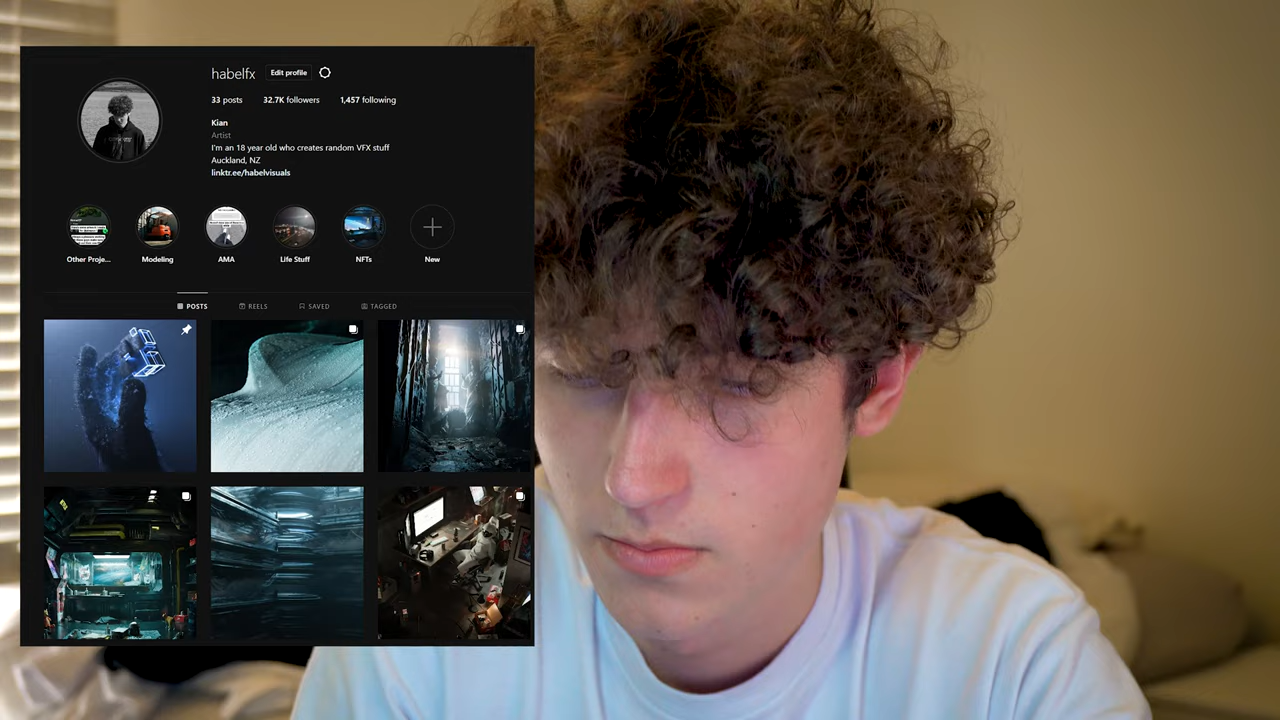 habelfx Edit profile
33 posts 32.7K followers 1,457 following
Kian
Artist
I'm an 18 year old who creates random VFX stuff
Auckland, NZ
linktr.ee/habelvisuals
Other Proje... Modeling AMA Life Stuff NFTs New
POSTS REELS SAVED TAGGED